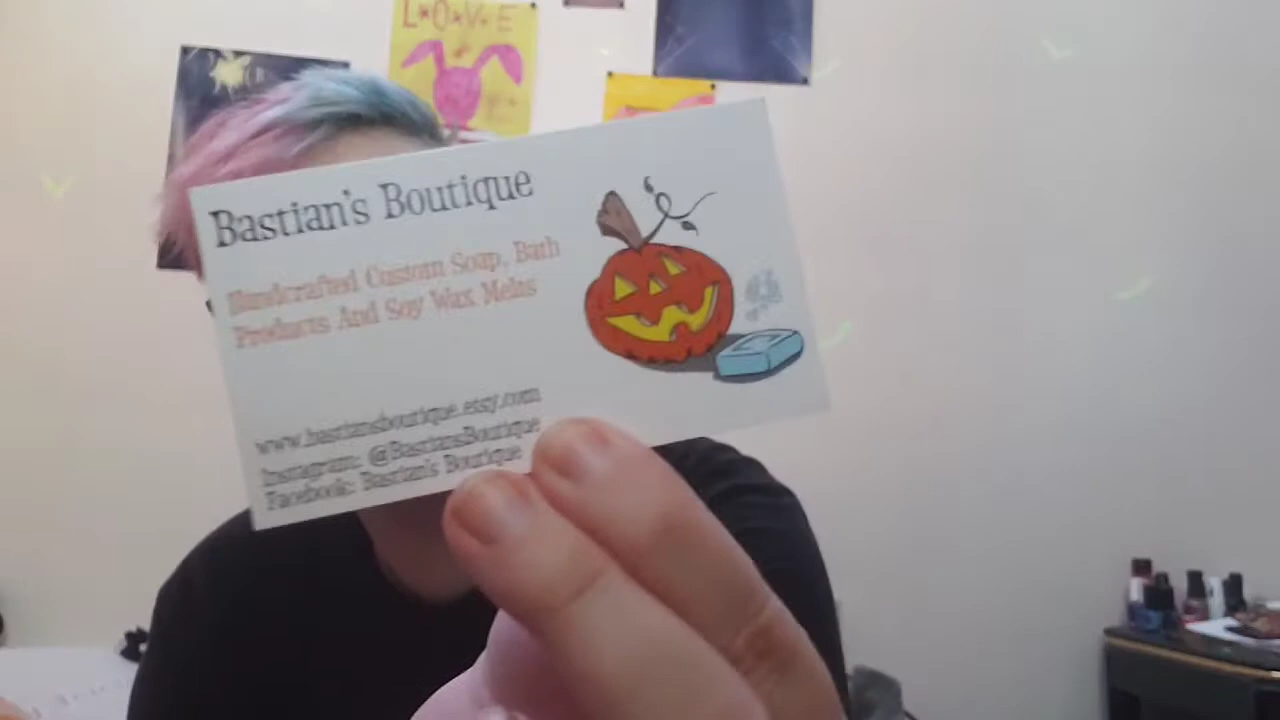 L*O*V*E
Bastian's Boutique
Handcrafted Custom Soap, Bath
Products And Soy Wax Melts
www.bastiansboutique.etsy.com
Instagram: @BastiansBoutique
Facebook: Bastian's Boutique